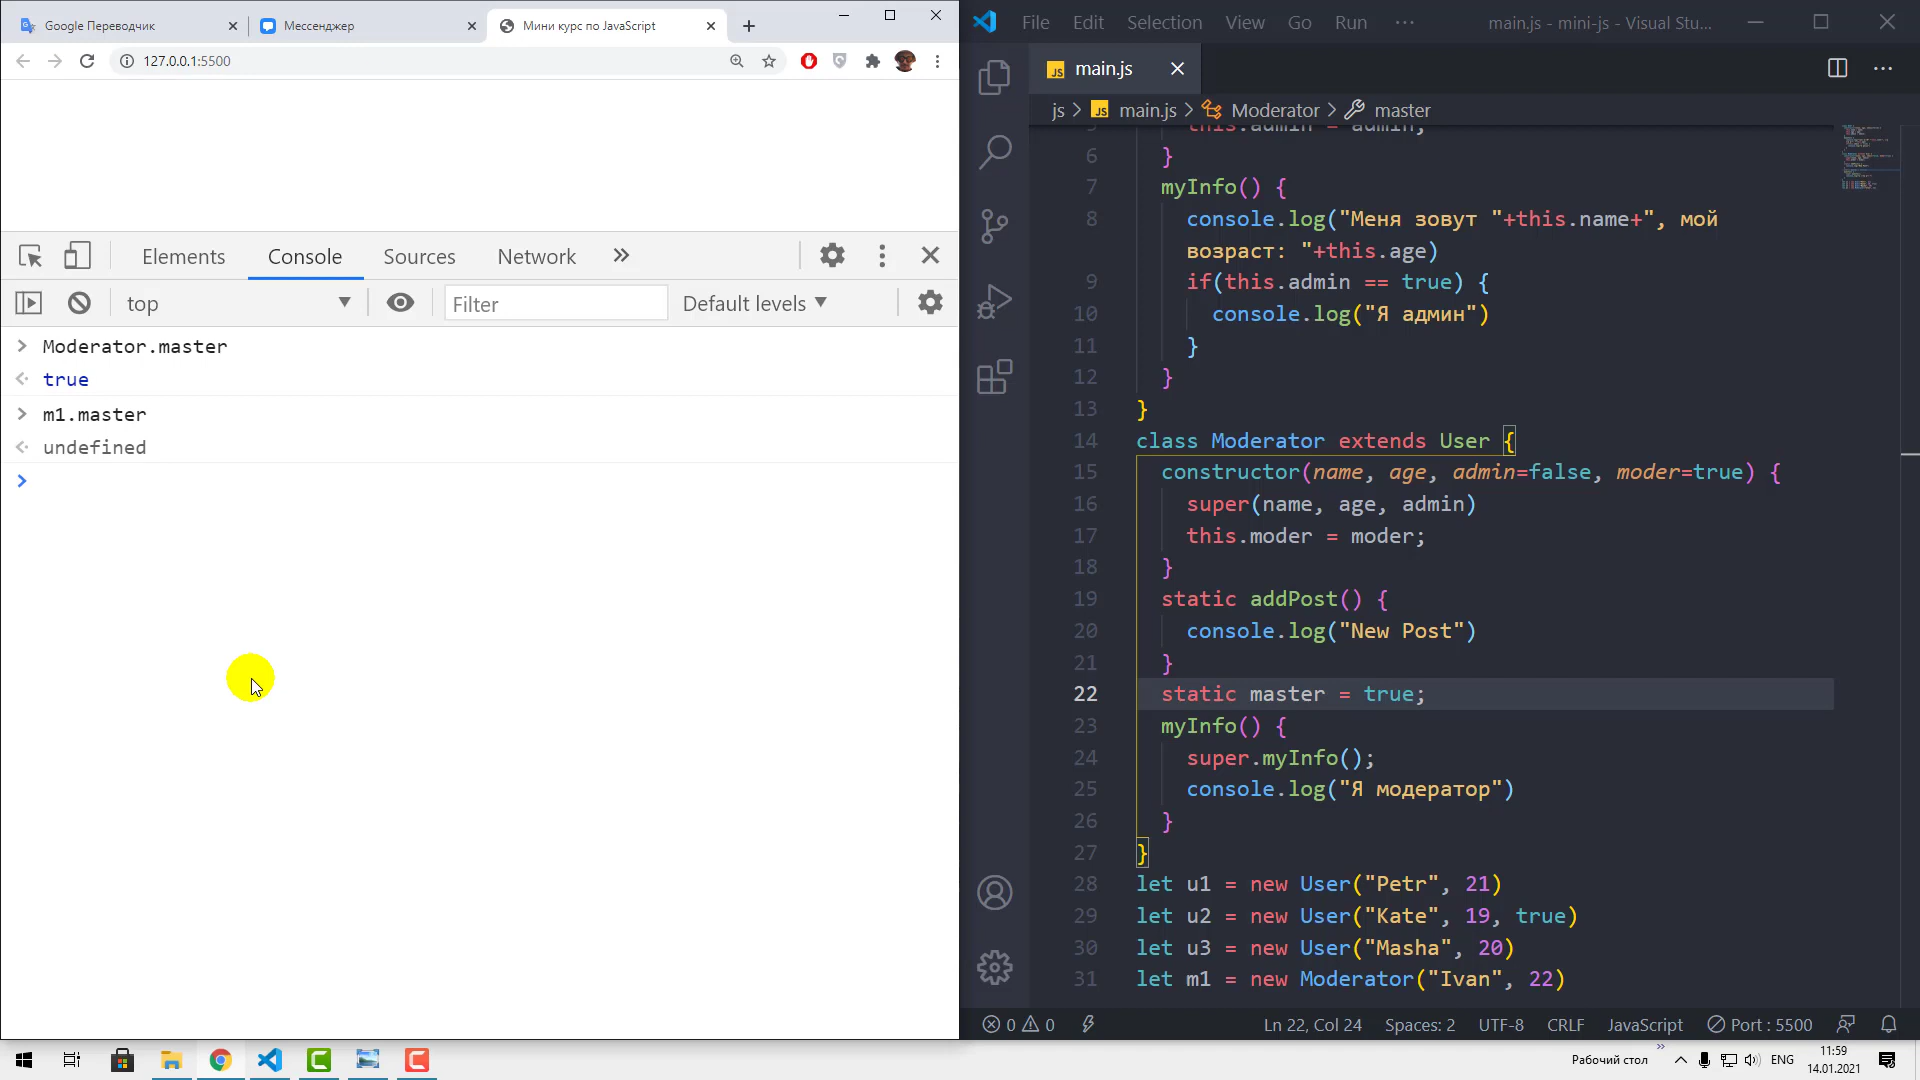 Google Переводчик
Мессенджер
Мини курс по JavaScript
127.0.0.1:5500
Elements
Console
Sources
Network
top
Filter
Default levels
> Moderator.master
true
> m1.master
undefined
>
File Edit Selection View Go Run ···
main.js - mini-js - Visual Stu...
main.js
js > main.js > Moderator > master
5 this.admin = admin;
6 }
7 myInfo() {
8 console.log("Меня зовут "+this.name+", мой
возраст: "+this.age)
9 if(this.admin == true) {
10 console.log("Я админ")
11 }
12 }
13 }
14 class Moderator extends User {
15 constructor(name, age, admin=false, moder=true) {
16 super(name, age, admin)
17 this.moder = moder;
18 }
19 static addPost() {
20 console.log("New Post")
21 }
22 static master = true;
23 myInfo() {
24 super.myInfo();
25 console.log("Я модератор")
26 }
27 }
28 let u1 = new User("Petr", 21)
29 let u2 = new User("Kate", 19, true)
30 let u3 = new User("Masha", 20)
31 let m1 = new Moderator("Ivan", 22)
0 0
Ln 22, Col 24
Spaces: 2
UTF-8
CRLF
JavaScript
Port : 5500
Рабочий стол
ENG
11:59
14.01.2021